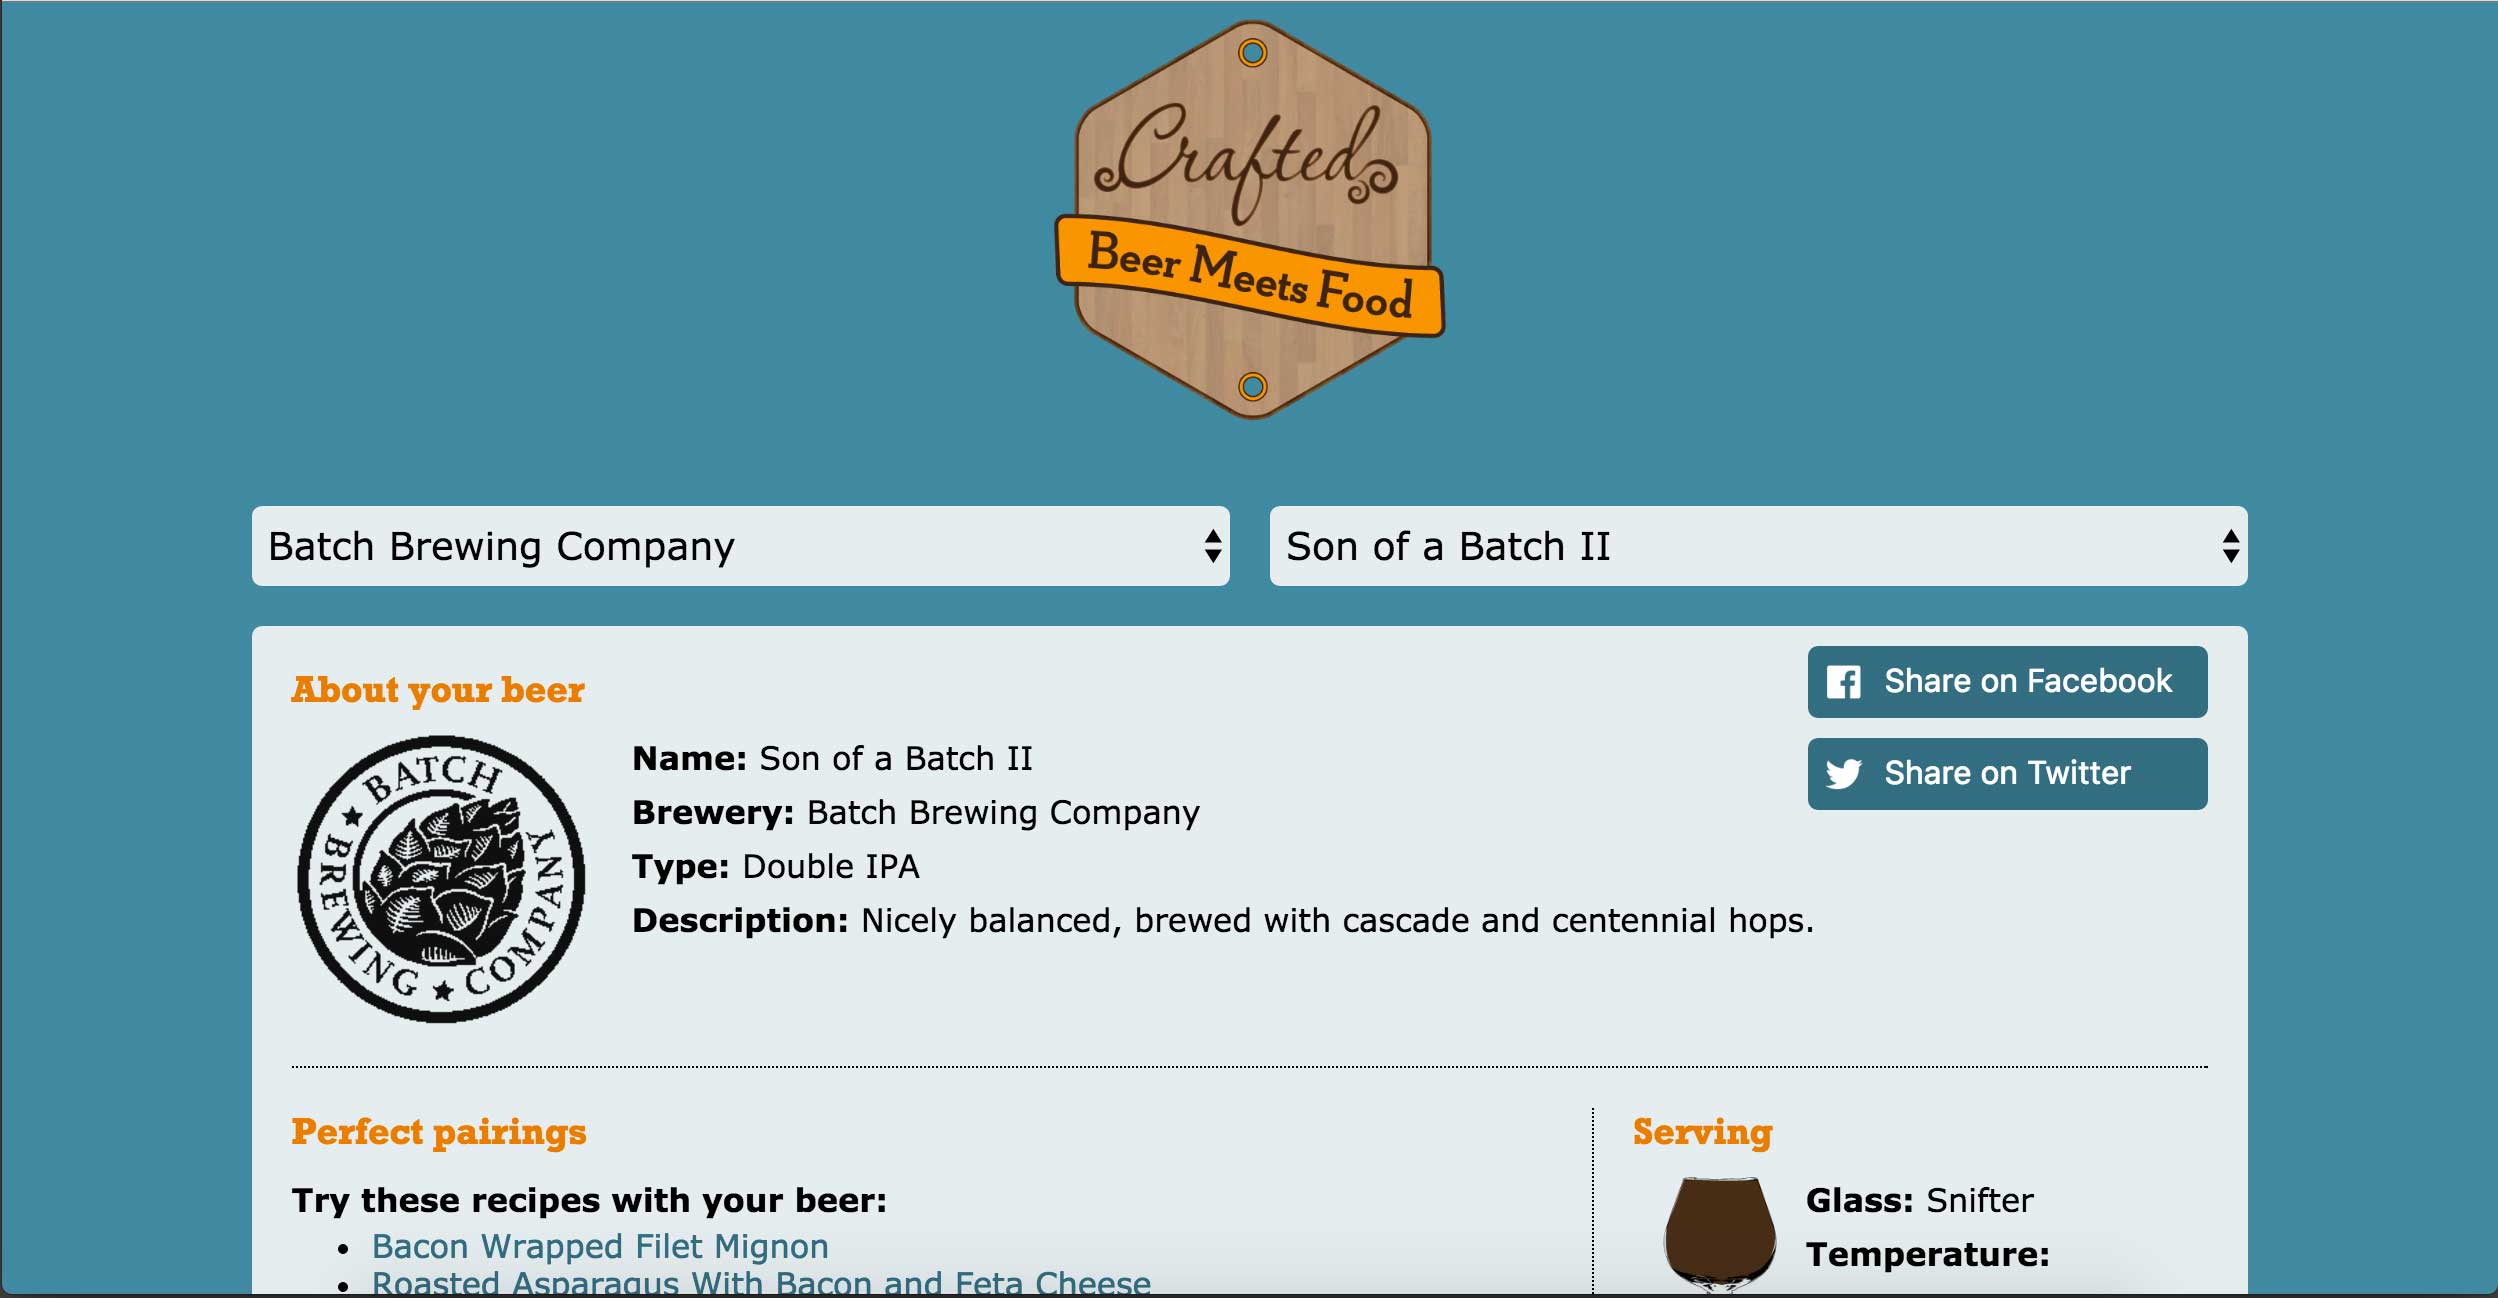 Crafted
Beer Meets Food
Batch Brewing Company
Son of a Batch II
About your beer
Share on Facebook
Share on Twitter
BATCH
BREWING ★ COMPANY
Name: Son of a Batch II
Brewery: Batch Brewing Company
Type: Double IPA
Description: Nicely balanced, brewed with cascade and centennial hops.
Perfect pairings
Try these recipes with your beer:
• Bacon Wrapped Filet Mignon
• Roasted Asparagus With Bacon and Feta Cheese
Serving
Glass: Snifter
Temperature: